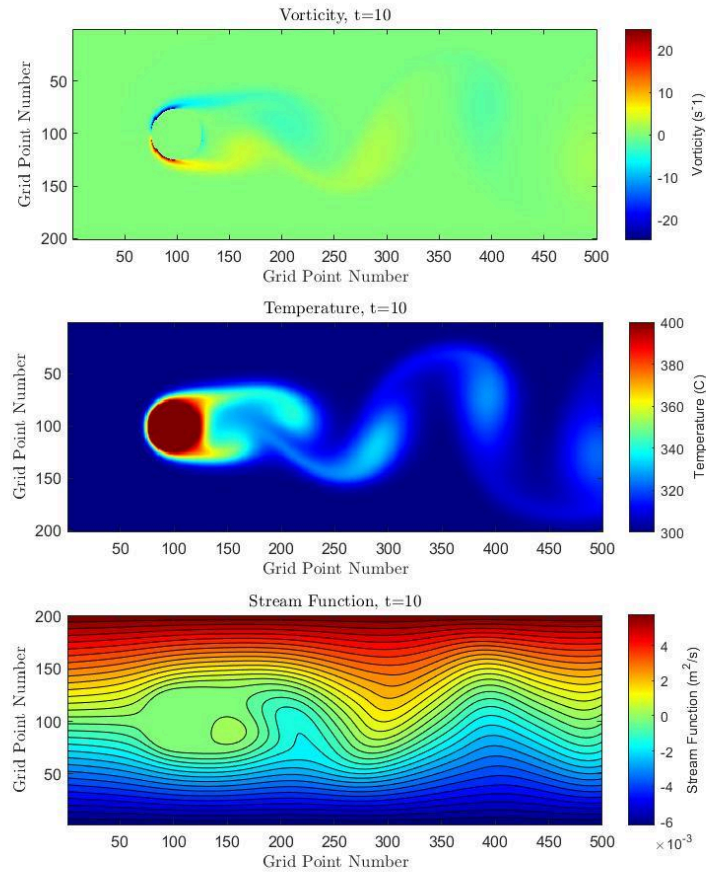 Vorticity, t=10
Grid Point Number
50
100
150
200
50 100 150 200 250 300 350 400 450 500
Grid Point Number
20
10
0
-10
-20
Vorticity (s⁻¹)
Temperature, t=10
Grid Point Number
50
100
150
200
50 100 150 200 250 300 350 400 450 500
Grid Point Number
400
380
360
340
320
300
Temperature (C)
Stream Function, t=10
Grid Point Number
200
150
100
50
50 100 150 200 250 300 350 400 450 500
Grid Point Number
4
2
0
-2
-4
-6
×10⁻³
Stream Function (m²/s)